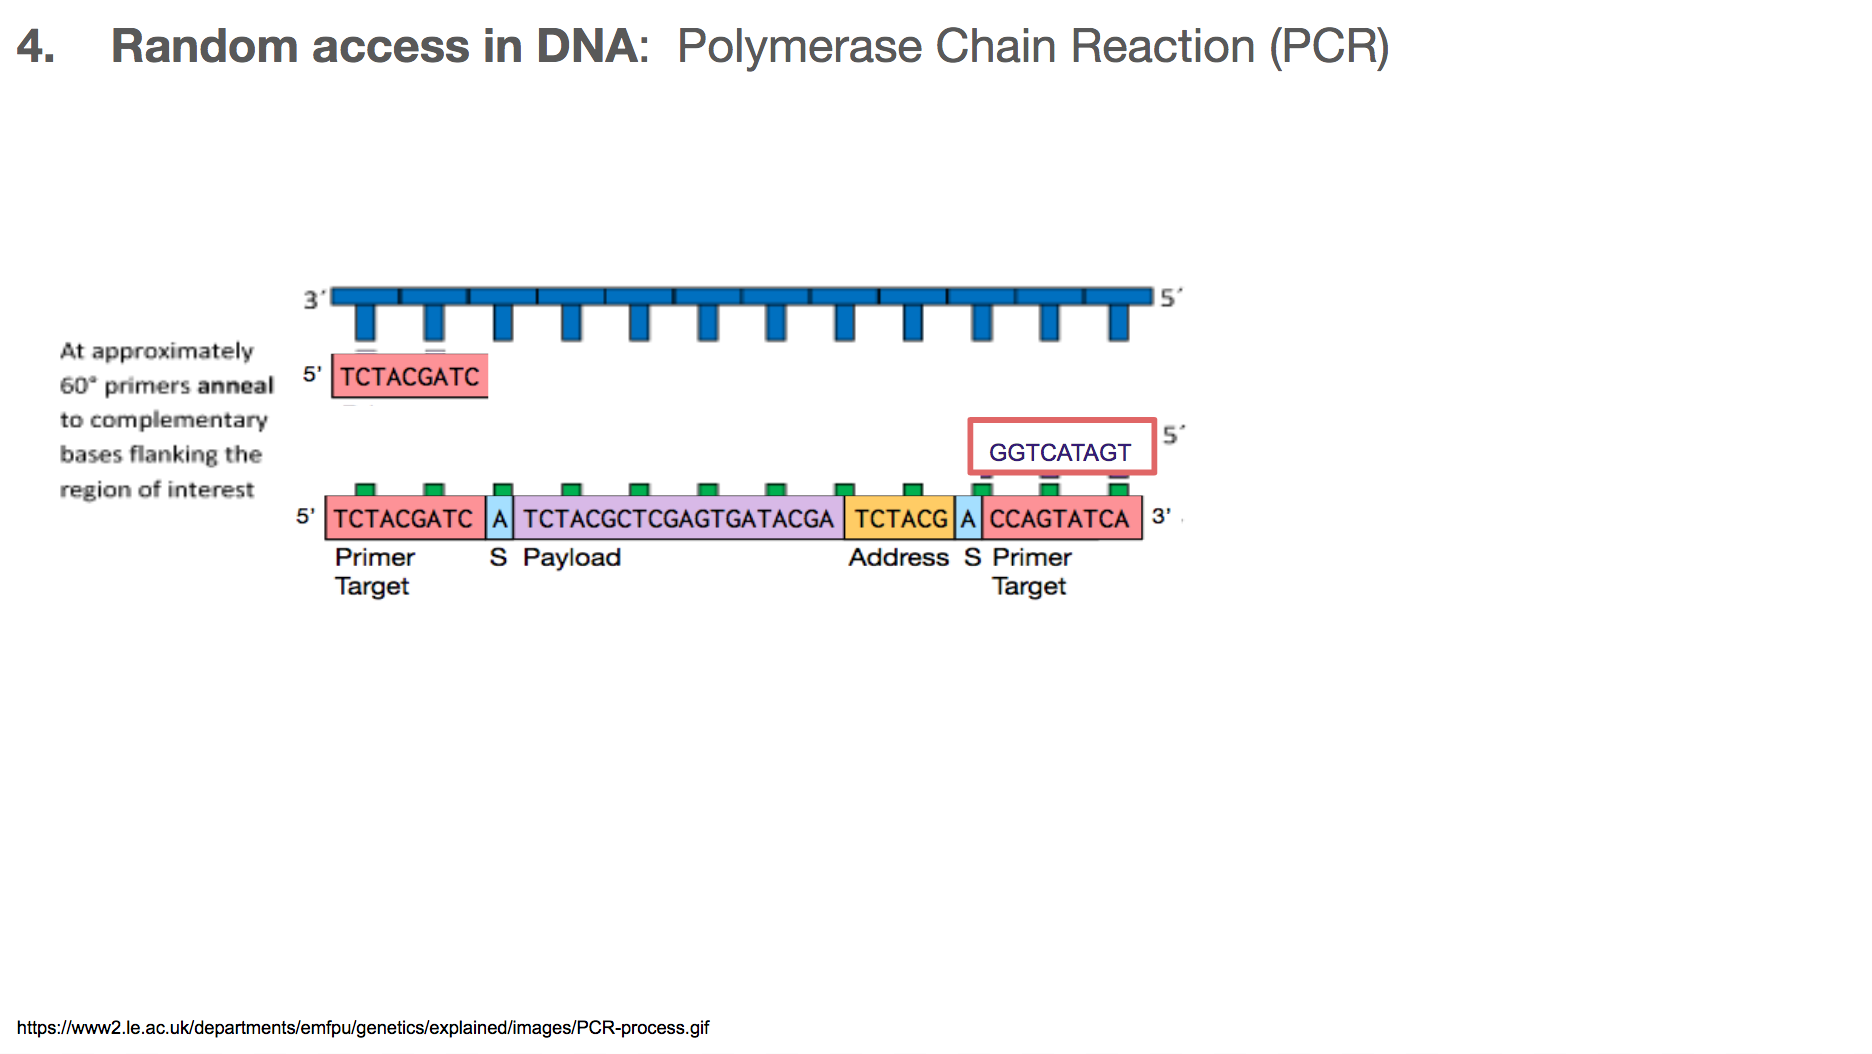 4. Random access in DNA: Polymerase Chain Reaction (PCR)
3´ 5´
At approximately
60° primers anneal
to complementary
bases flanking the
region of interest
5' TCTACGATC
GGTCATAGT 5´
5' TCTACGATC A TCTACGCTCGAGTGATACGA TCTACG A CCAGTATCA 3'
Primer Target S Payload Address S Primer Target
https://www2.le.ac.uk/departments/emfpu/genetics/explained/images/PCR-process.gif